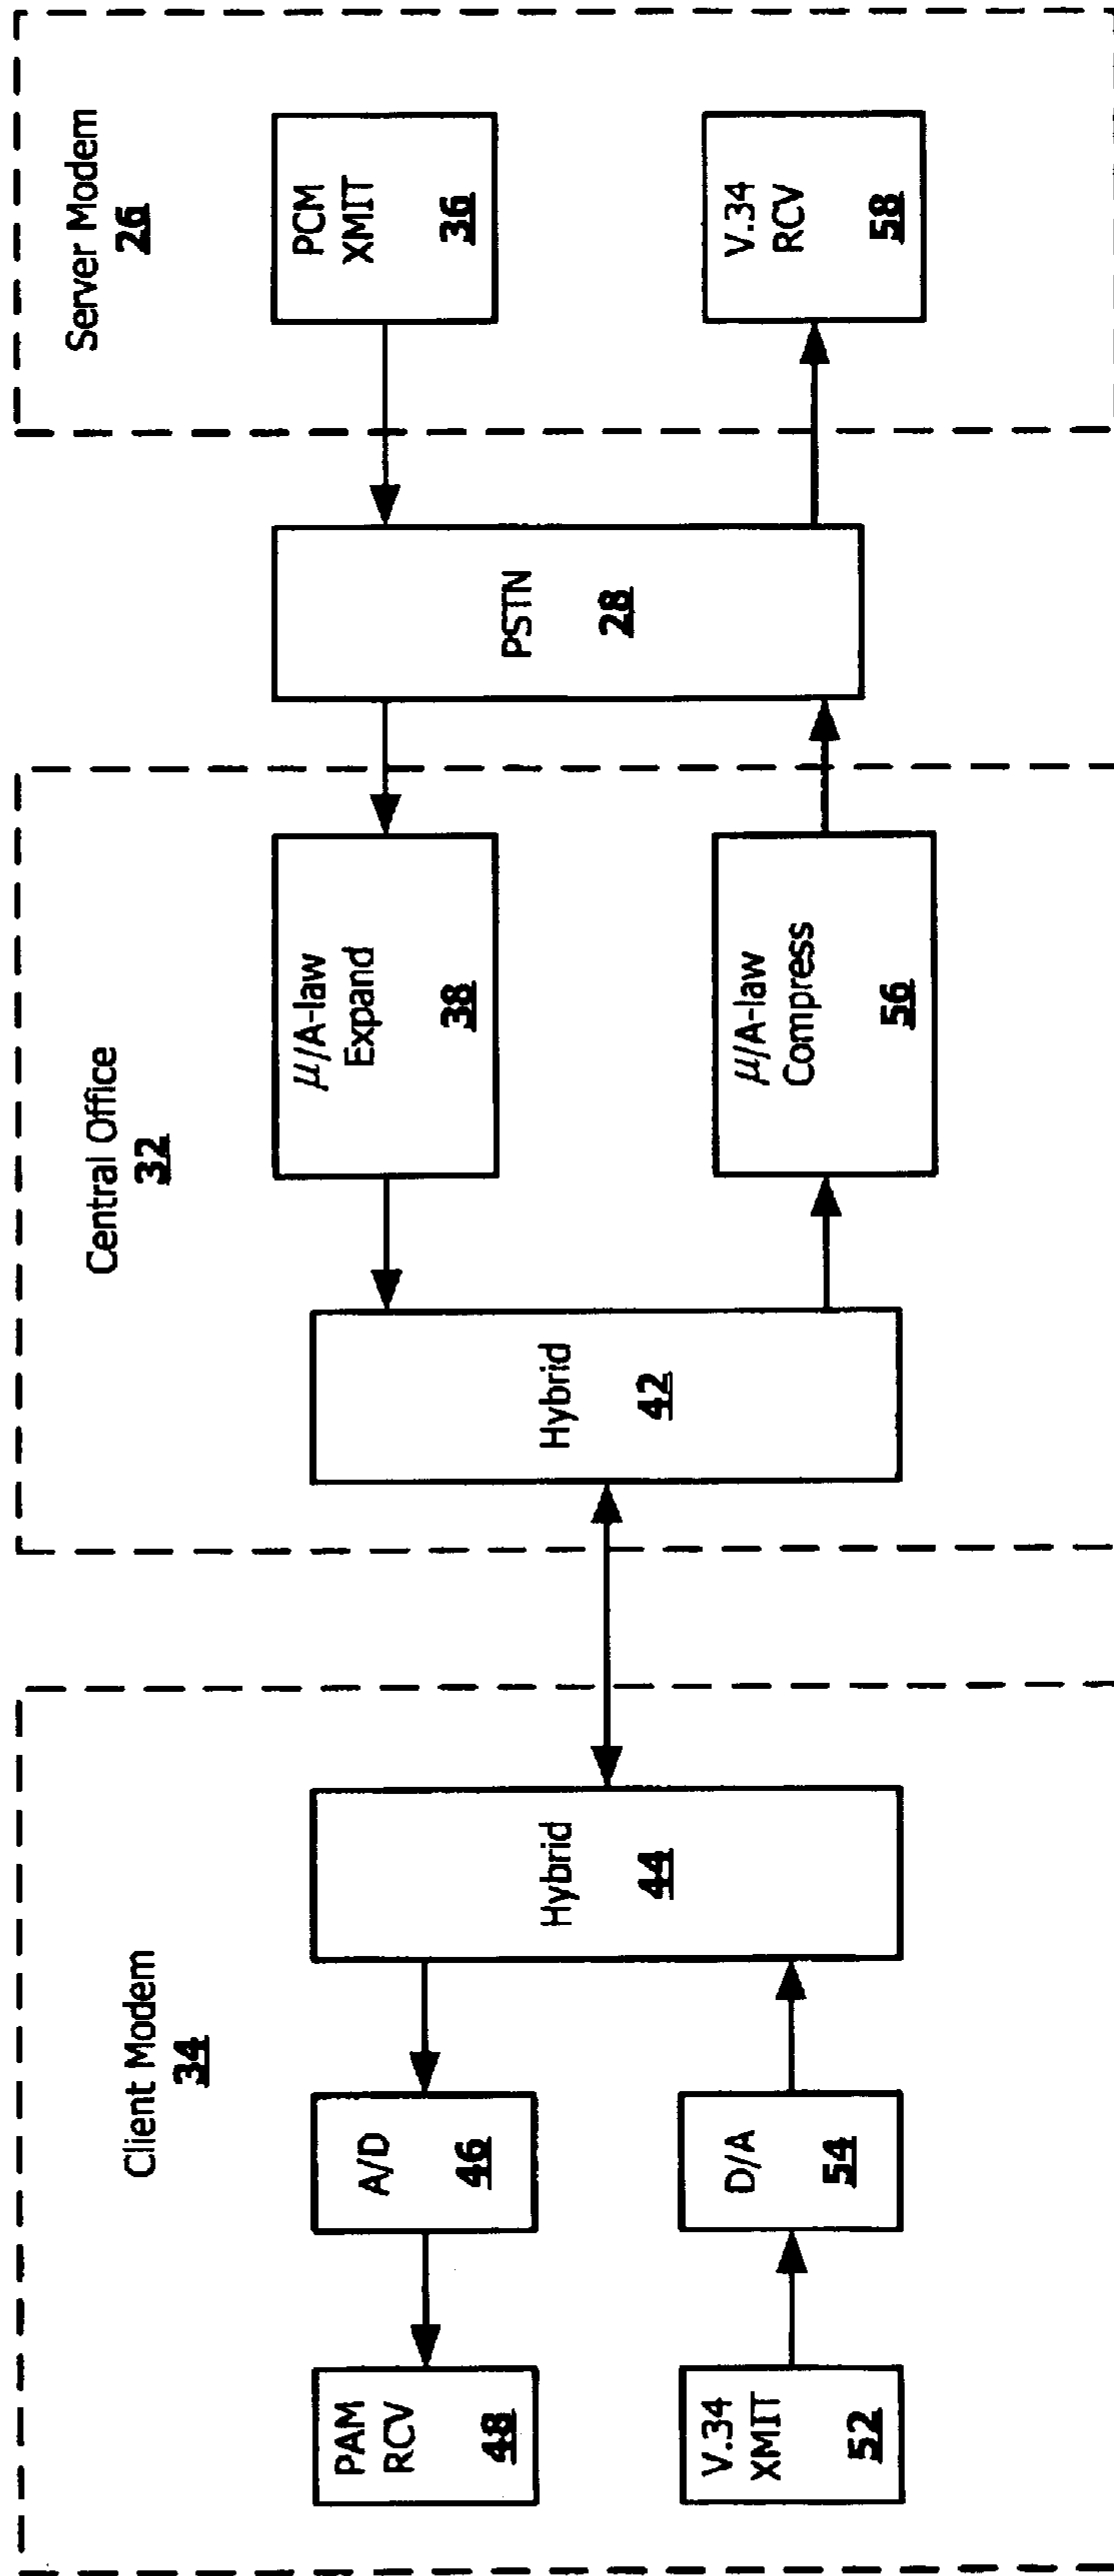 Client Modem
34
PAM
RCV
48
A/D
46
V.34
XMIT
52
D/A
54
Hybrid
44
Central Office
32
Hybrid
42
μ/A-law
Expand
38
μ/A-law
Compress
56
PSTN
28
Server Modem
26
PCM
XMIT
36
V.34
RCV
58